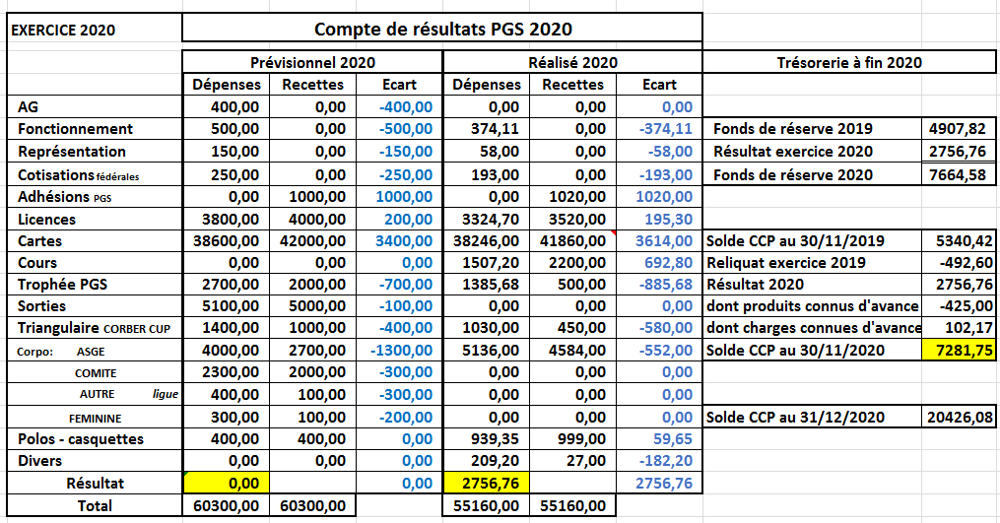 EXERCICE 2020 Compte de résultats PGS 2020
Prévisionnel 2020 Réalisé 2020 Trésorerie à fin 2020
Dépenses Recettes Ecart Dépenses Recettes Ecart
AG 400,00 0,00 -400,00 0,00 0,00 0,00
Fonctionnement 500,00 0,00 -500,00 374,11 0,00 -374,11 Fonds de réserve 2019 4907,82
Représentation 150,00 0,00 -150,00 58,00 0,00 -58,00 Résultat exercice 2020 2756,76
Cotisations fédérales 250,00 0,00 -250,00 193,00 0,00 -193,00 Fonds de réserve 2020 7664,58
Adhésions PGS 0,00 1000,00 1000,00 0,00 1020,00 1020,00
Licences 3800,00 4000,00 200,00 3324,70 3520,00 195,30
Cartes 38600,00 42000,00 3400,00 38246,00 41860,00 3614,00 Solde CCP au 30/11/2019 5340,42
Cours 0,00 0,00 0,00 1507,20 2200,00 692,80 Reliquat exercice 2019 -492,60
Trophée PGS 2700,00 2000,00 -700,00 1385,68 500,00 -885,68 Résultat 2020 2756,76
Sorties 5100,00 5000,00 -100,00 0,00 0,00 0,00 dont produits connus d'avance -425,00
Triangulaire CORBER CUP 1400,00 1000,00 -400,00 1030,00 450,00 -580,00 dont charges connues d'avance 102,17
Corpo: ASGE 4000,00 2700,00 -1300,00 5136,00 4584,00 -552,00 Solde CCP au 30/11/2020 7281,75
COMITE 2300,00 2000,00 -300,00 0,00 0,00 0,00
AUTRE ligue 400,00 100,00 -300,00 0,00 0,00 0,00
FEMININE 300,00 100,00 -200,00 0,00 0,00 0,00 Solde CCP au 31/12/2020 20426,08
Polos - casquettes 400,00 400,00 0,00 939,35 999,00 59,65
Divers 0,00 0,00 0,00 209,20 27,00 -182,20
Résultat 0,00 0,00 2756,76 2756,76
Total 60300,00 60300,00 55160,00 55160,00